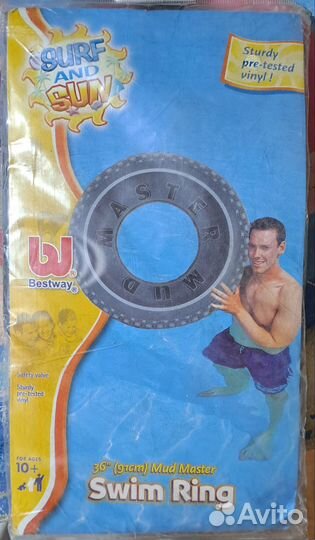 SURF
AND
SUN
Sturdy
pre-tested
vinyl !
MUD MASTER
Bestway®
Safety valve
Sturdy
pre-tested
vinyl
FOR AGES
10+
36" (91cm) Mud Master
Swim Ring
Avito